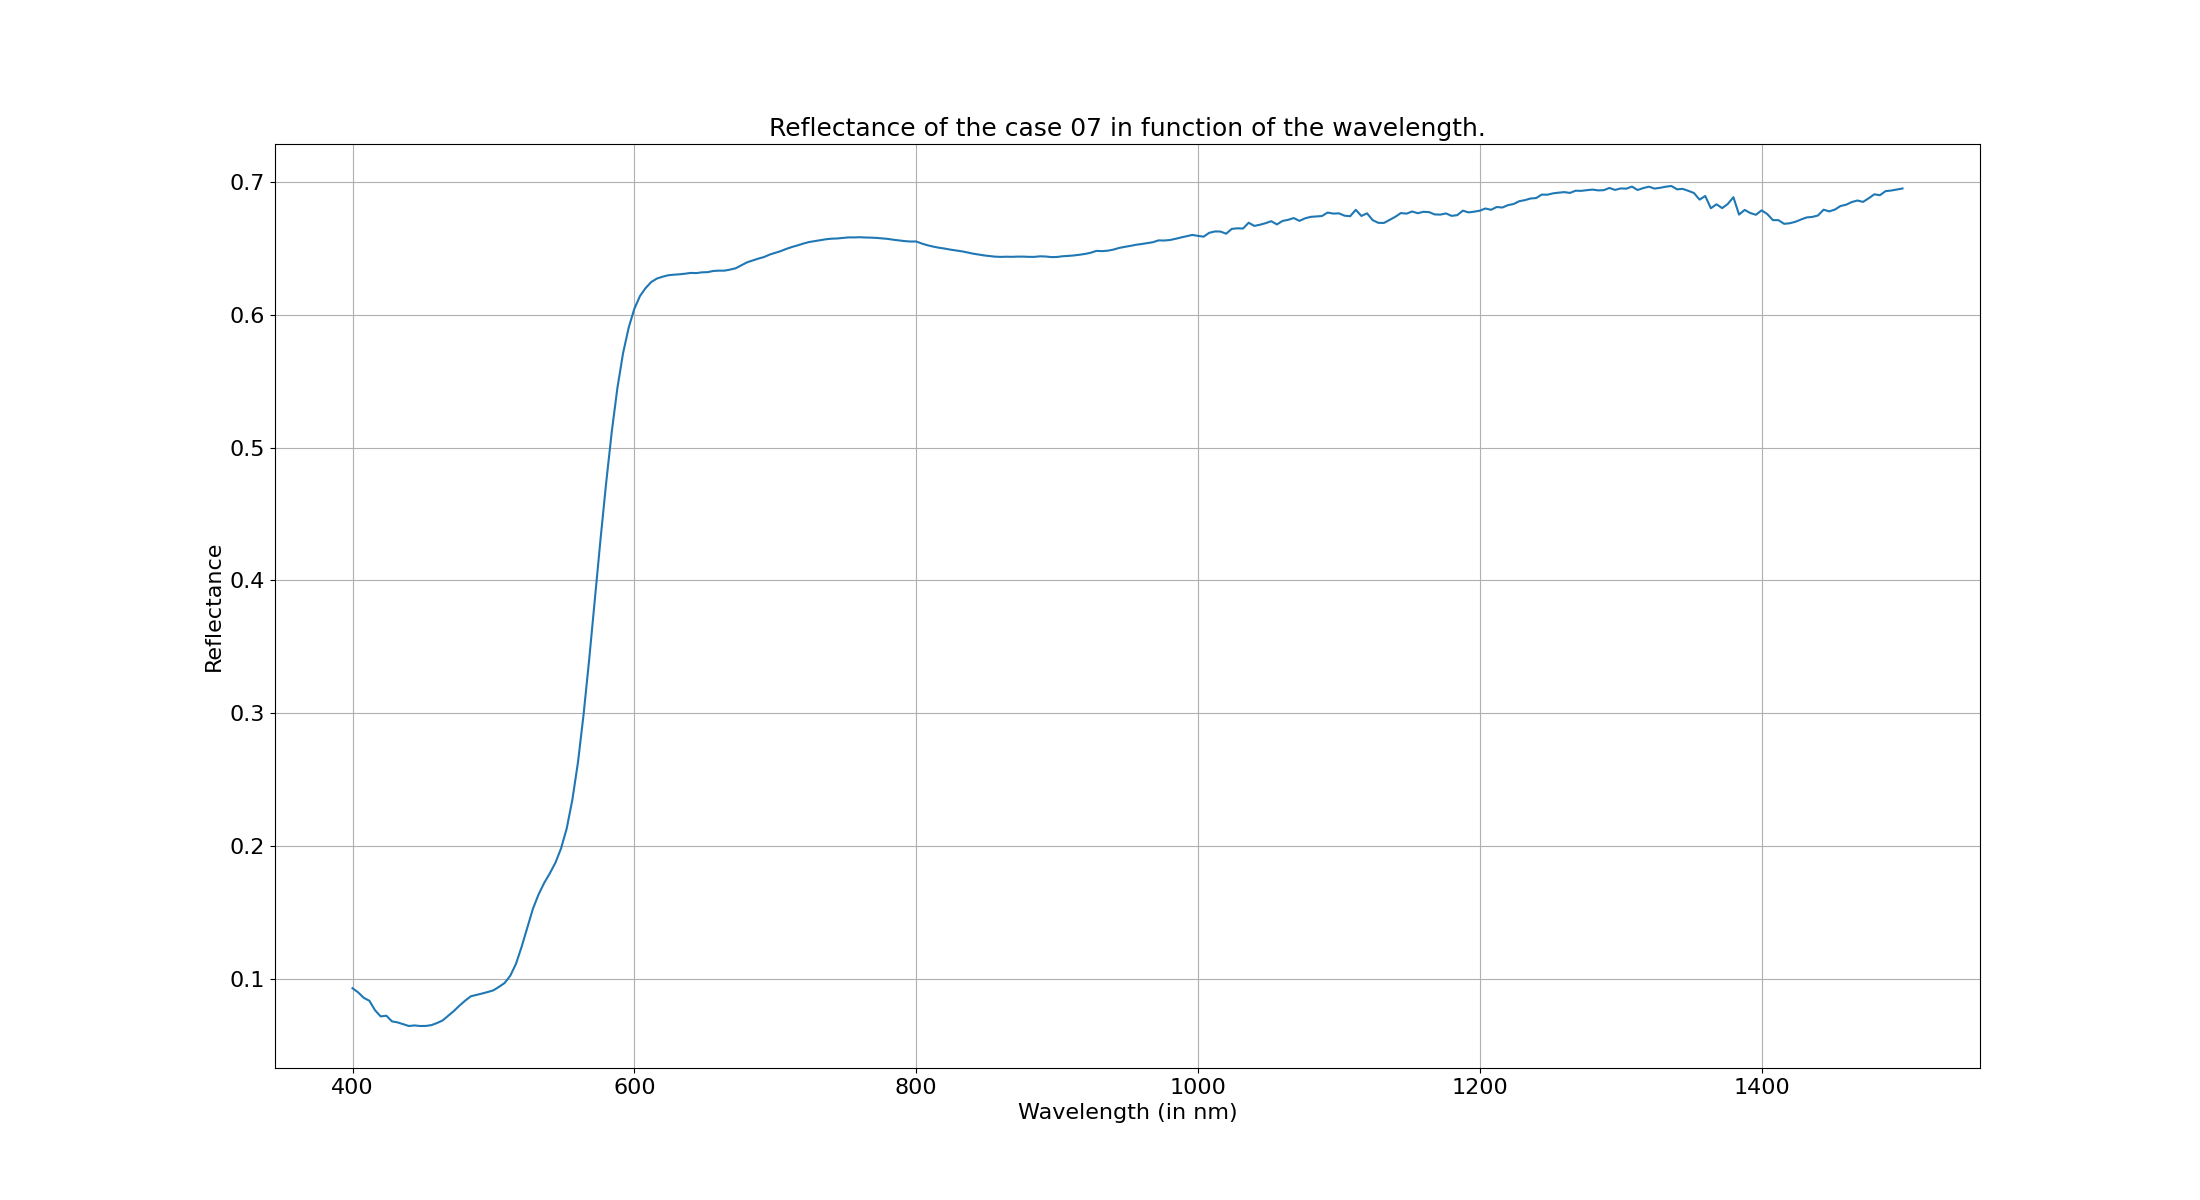 Reflectance of the case 07 in function of the wavelength.
0.7
0.6
0.5
0.4
0.3
0.2
0.1
Reflectance
400 600 800 1000 1200 1400
Wavelength (in nm)